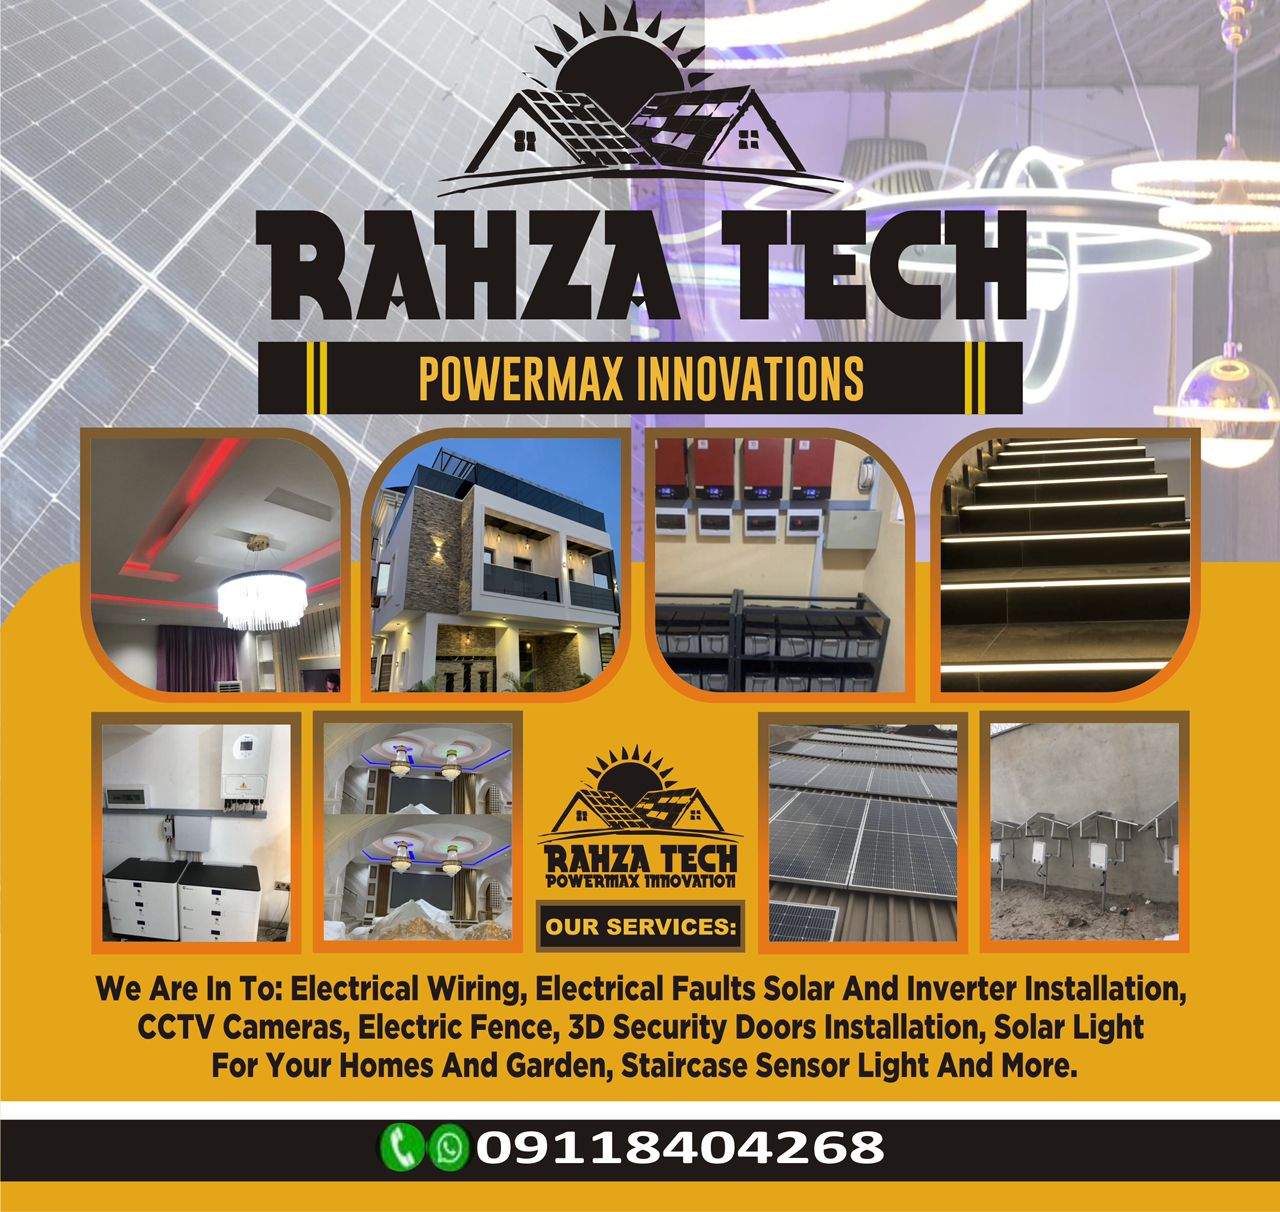 RAHZA TECH
POWERMAX INNOVATIONS
RAHZA TECH
POWERMAX INNOVATION
OUR SERVICES:
We Are In To: Electrical Wiring, Electrical Faults Solar And Inverter Installation,
CCTV Cameras, Electric Fence, 3D Security Doors Installation, Solar Light
For Your Homes And Garden, Staircase Sensor Light And More.
09118404268